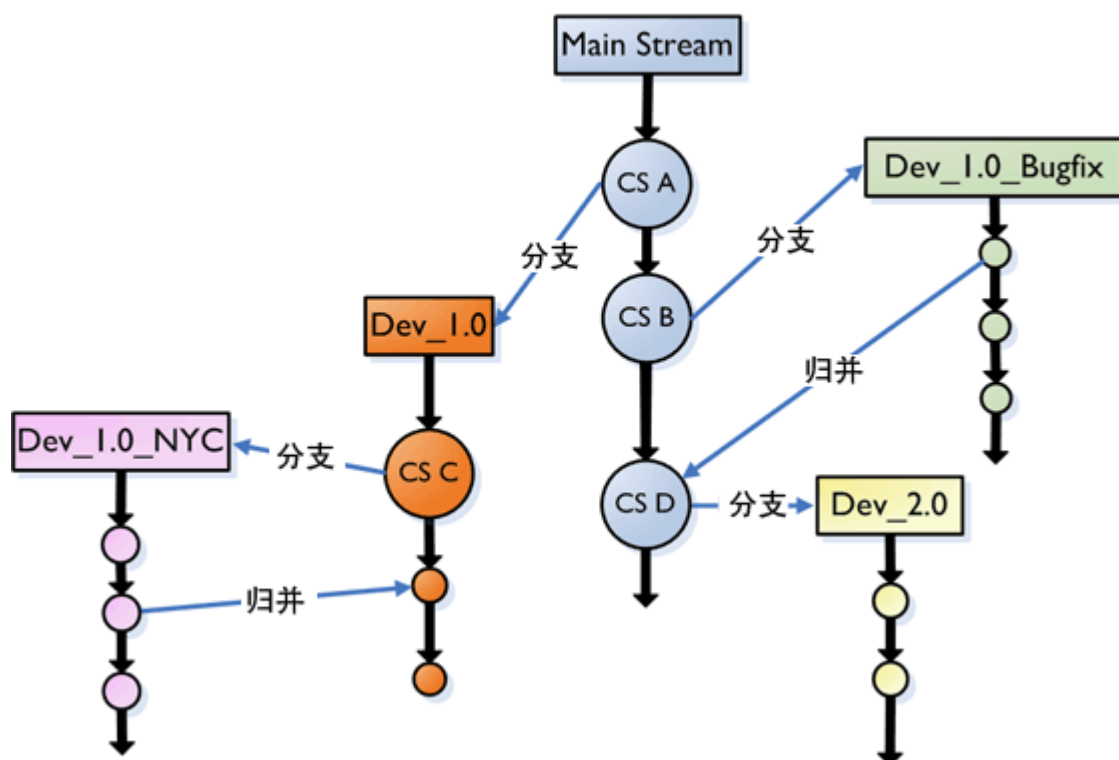 Main Stream
CS A
Dev_1.0_Bugfix
分支
分支
CS B
Dev_1.0
归并
Dev_1.0_NYC
分支
CS C
CS D
分支
Dev_2.0
归并